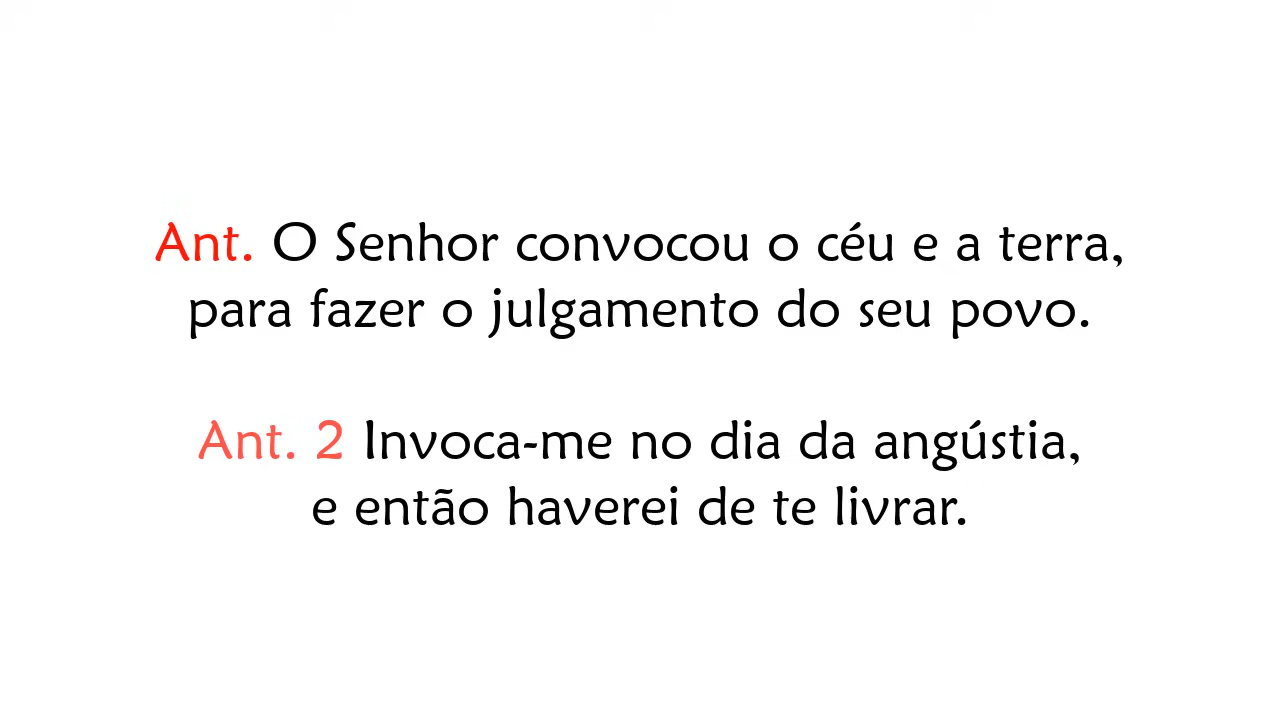 Ant. O Senhor convocou o céu e a terra,
para fazer o julgamento do seu povo.
Ant. 2 Invoca-me no dia da angústia,
e então haverei de te livrar.